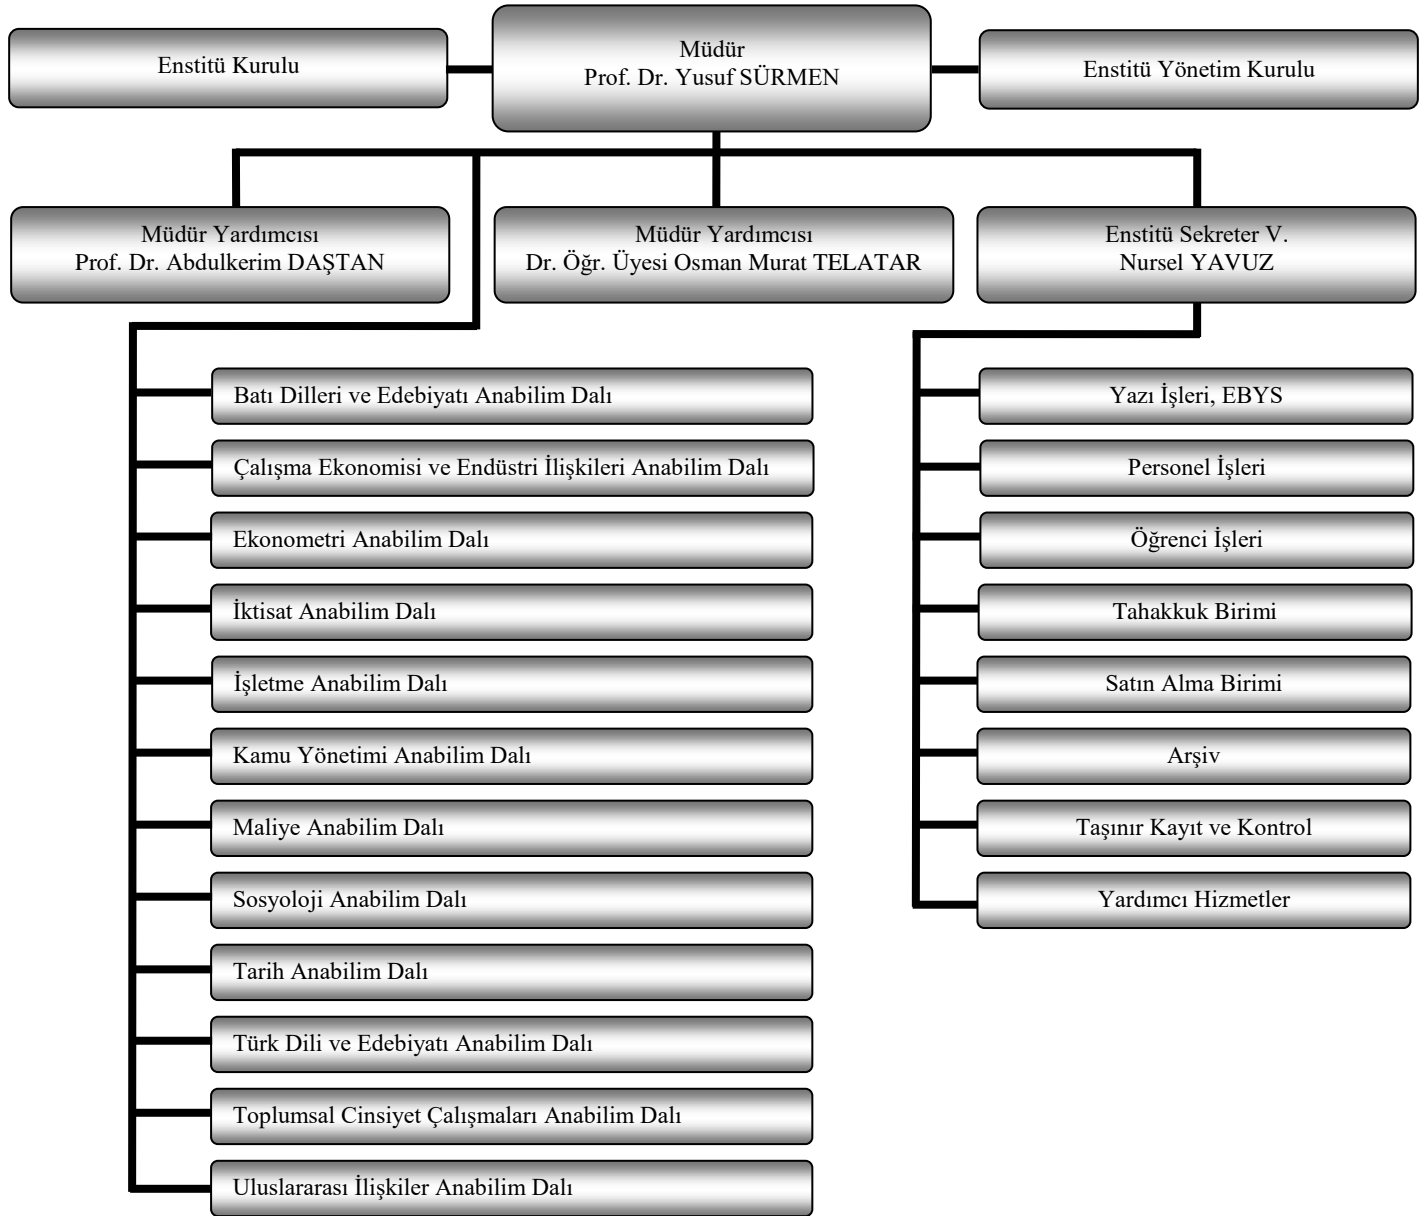 Enstitü Kurulu
Müdür
Prof. Dr. Yusuf SÜRMEN
Enstitü Yönetim Kurulu
Müdür Yardımcısı
Prof. Dr. Abdulkerim DAŞTAN
Müdür Yardımcısı
Dr. Öğr. Üyesi Osman Murat TELATAR
Enstitü Sekreter V.
Nursel YAVUZ
Batı Dilleri ve Edebiyatı Anabilim Dalı
Çalışma Ekonomisi ve Endüstri İlişkileri Anabilim Dalı
Ekonometri Anabilim Dalı
İktisat Anabilim Dalı
İşletme Anabilim Dalı
Kamu Yönetimi Anabilim Dalı
Maliye Anabilim Dalı
Sosyoloji Anabilim Dalı
Tarih Anabilim Dalı
Türk Dili ve Edebiyatı Anabilim Dalı
Toplumsal Cinsiyet Çalışmaları Anabilim Dalı
Uluslararası İlişkiler Anabilim Dalı
Yazı İşleri, EBYS
Personel İşleri
Öğrenci İşleri
Tahakkuk Birimi
Satın Alma Birimi
Arşiv
Taşınır Kayıt ve Kontrol
Yardımcı Hizmetler